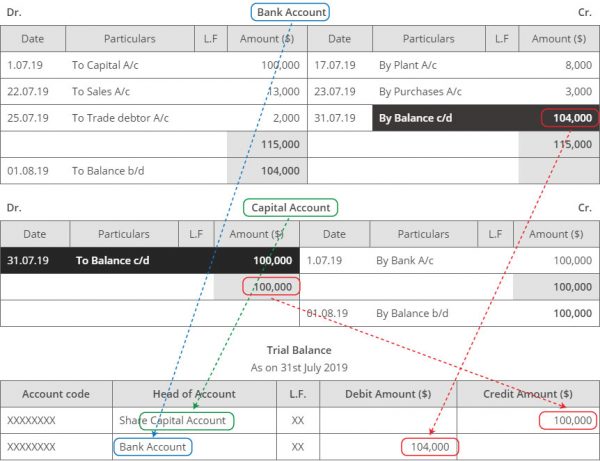 Dr. Bank Account Cr.
Date Particulars L.F Amount ($) Date Particulars L.F Amount ($)
1.07.19 To Capital A/c 100,000 17.07.19 By Plant A/c 8,000
22.07.19 To Sales A/c 13,000 23.07.19 By Purchases A/c 3,000
25.07.19 To Trade debtor A/c 2,000 31.07.19 By Balance c/d 104,000
115,000 115,000
01.08.19 To Balance b/d 104,000
Dr. Capital Account Cr.
Date Particulars L.F Amount ($) Date Particulars L.F Amount ($)
31.07.19 To Balance c/d 100,000 1.07.19 By Bank A/c 100,000
100,000 100,000
01.08.19 By Balance b/d 100,000
Trial Balance
As on 31st July 2019
Account code Head of Account L.F. Debit Amount ($) Credit Amount ($)
XXXXXXXX Share Capital Account XX 100,000
XXXXXXXX Bank Account XX 104,000